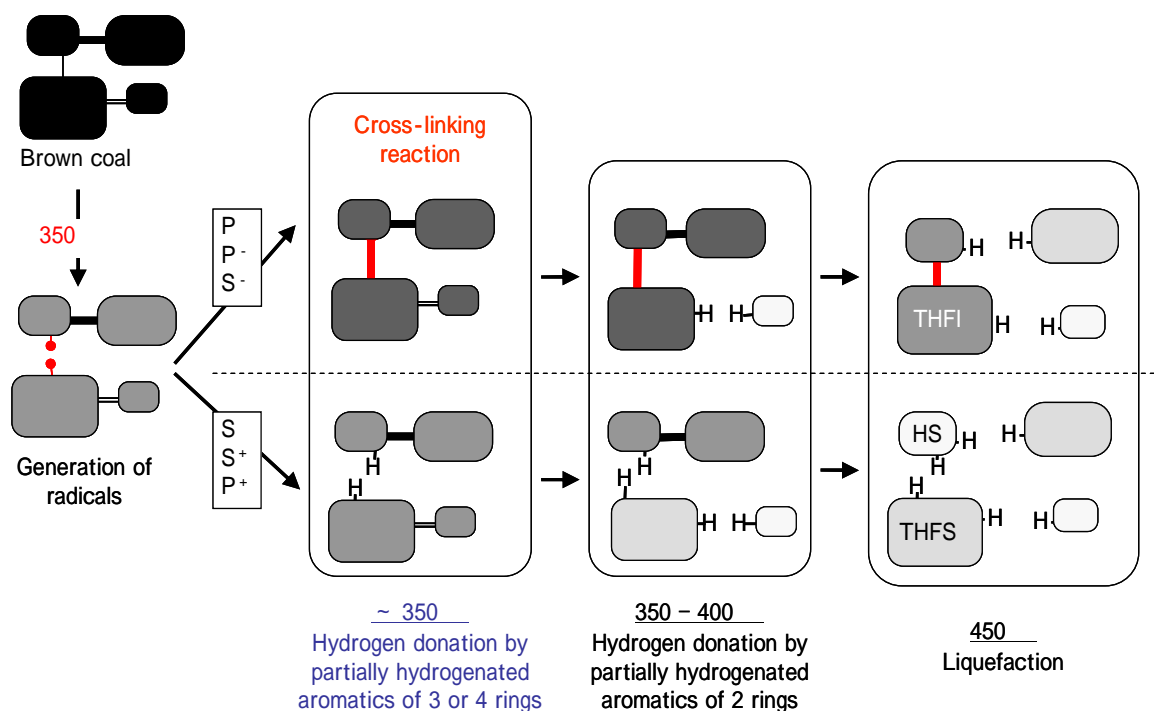 Brown coal
350
Generation of
radicals
P
P -
S -
S
S +
P +
Cross-linking
reaction
H
H
~ 350
Hydrogen donation by
partially hydrogenated
aromatics of 3 or 4 rings
H H
H
H
H H
350 – 400
Hydrogen donation by
partially hydrogenated
aromatics of 2 rings
H H
THFI H H
HS H H
H
H
THFS H H
450
Liquefaction